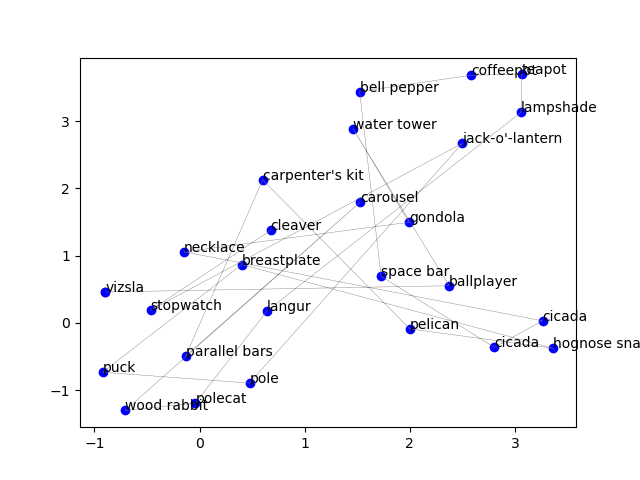 coffeepot
teapot
bell pepper
lampshade
water tower
jack-o'-lantern
carpenter's kit
carousel
gondola
cleaver
necklace
breastplate
space bar
ballplayer
vizsla
stopwatch
langur
cicada
pelican
cicada
hognose sna
parallel bars
puck
pole
polecat
wood rabbit
3
2
1
0
−1
−1
0
1
2
3